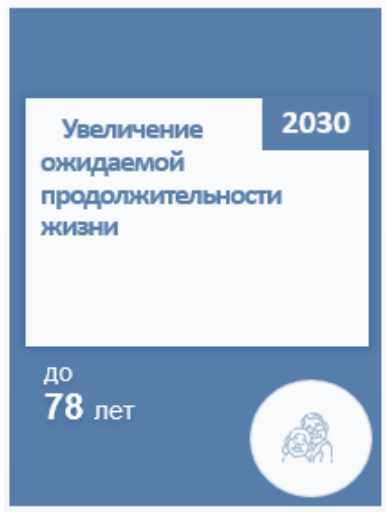 2030
Увеличение
ожидаемой
продолжительности
жизни
до
78 лет